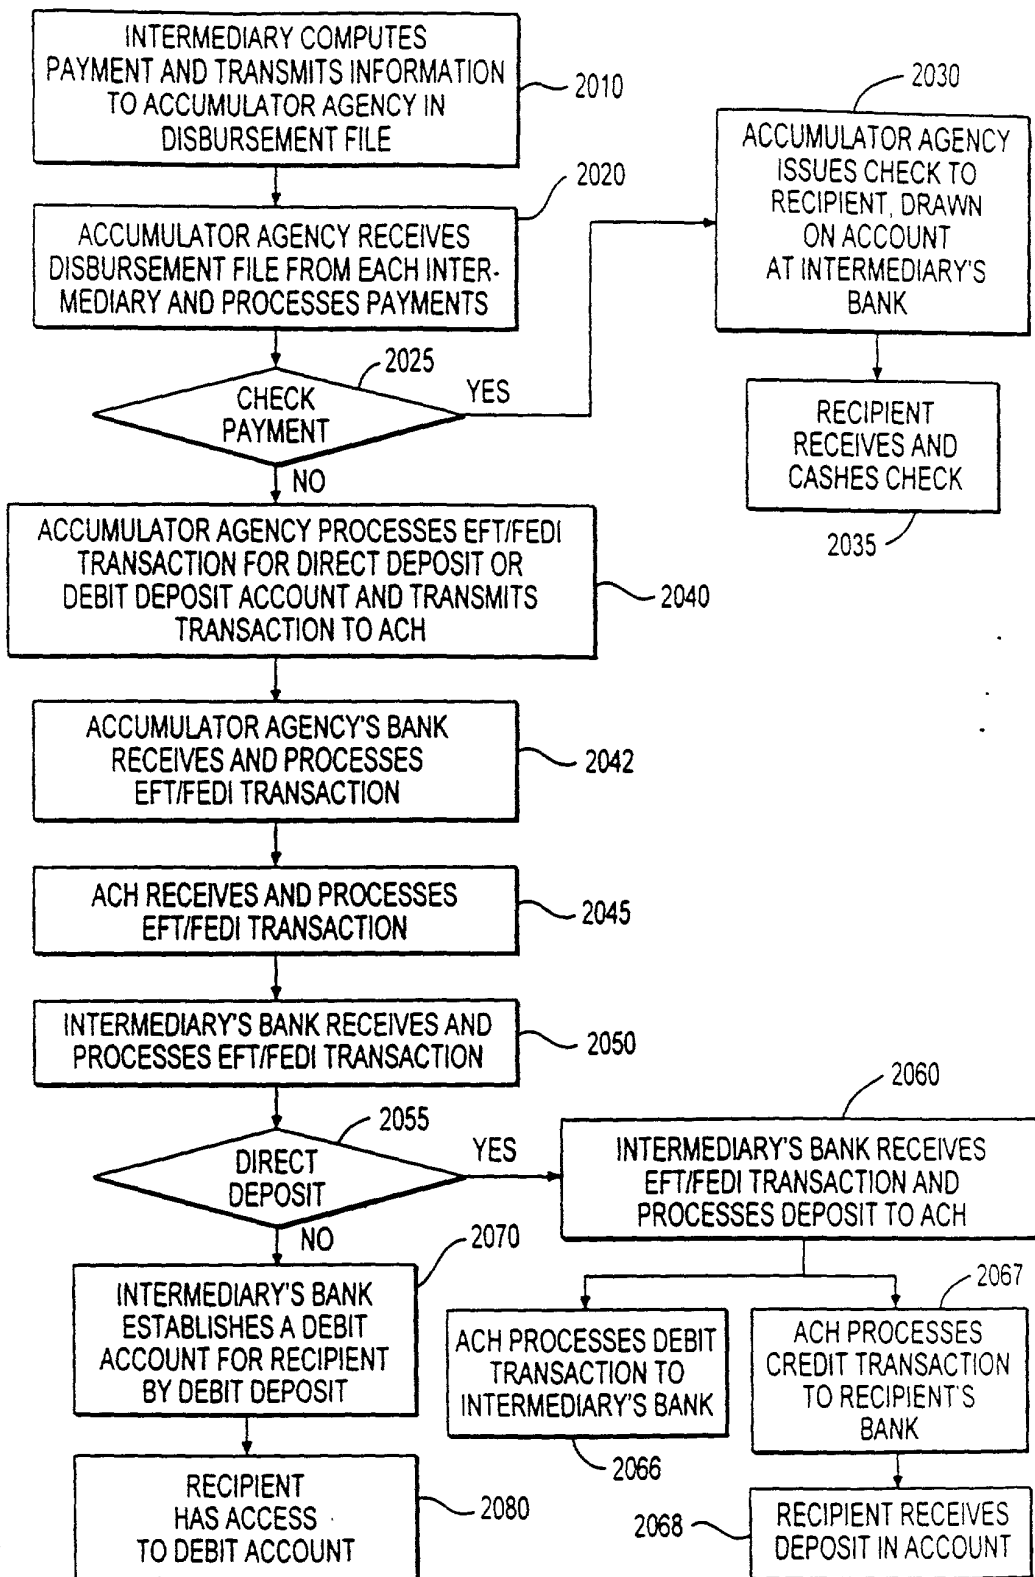 INTERMEDIARY COMPUTES
PAYMENT AND TRANSMITS INFORMATION
TO ACCUMULATOR AGENCY IN
DISBURSEMENT FILE
2010
ACCUMULATOR AGENCY RECEIVES
DISBURSEMENT FILE FROM EACH INTER-
MEDIARY AND PROCESSES PAYMENTS
2020
CHECK
PAYMENT
2025
YES
NO
2030
ACCUMULATOR AGENCY
ISSUES CHECK TO
RECIPIENT, DRAWN
ON ACCOUNT
AT INTERMEDIARY'S
BANK
RECIPIENT
RECEIVES AND
CASHES CHECK
2035
ACCUMULATOR AGENCY PROCESSES EFT/FEDI
TRANSACTION FOR DIRECT DEPOSIT OR
DEBIT DEPOSIT ACCOUNT AND TRANSMITS
TRANSACTION TO ACH
2040
ACCUMULATOR AGENCY'S BANK
RECEIVES AND PROCESSES
EFT/FEDI TRANSACTION
2042
ACH RECEIVES AND PROCESSES
EFT/FEDI TRANSACTION
2045
INTERMEDIARY'S BANK RECEIVES AND
PROCESSES EFT/FEDI TRANSACTION
2050
DIRECT
DEPOSIT
2055
YES
NO
2060
INTERMEDIARY'S BANK RECEIVES
EFT/FEDI TRANSACTION AND
PROCESSES DEPOSIT TO ACH
2070
INTERMEDIARY'S BANK
ESTABLISHES A DEBIT
ACCOUNT FOR RECIPIENT
BY DEBIT DEPOSIT
ACH PROCESSES DEBIT
TRANSACTION TO
INTERMEDIARY'S BANK
2066
2067
ACH PROCESSES
CREDIT TRANSACTION
TO RECIPIENT'S
BANK
RECIPIENT
HAS ACCESS
TO DEBIT ACCOUNT
2080
2068
RECIPIENT RECEIVES
DEPOSIT IN ACCOUNT